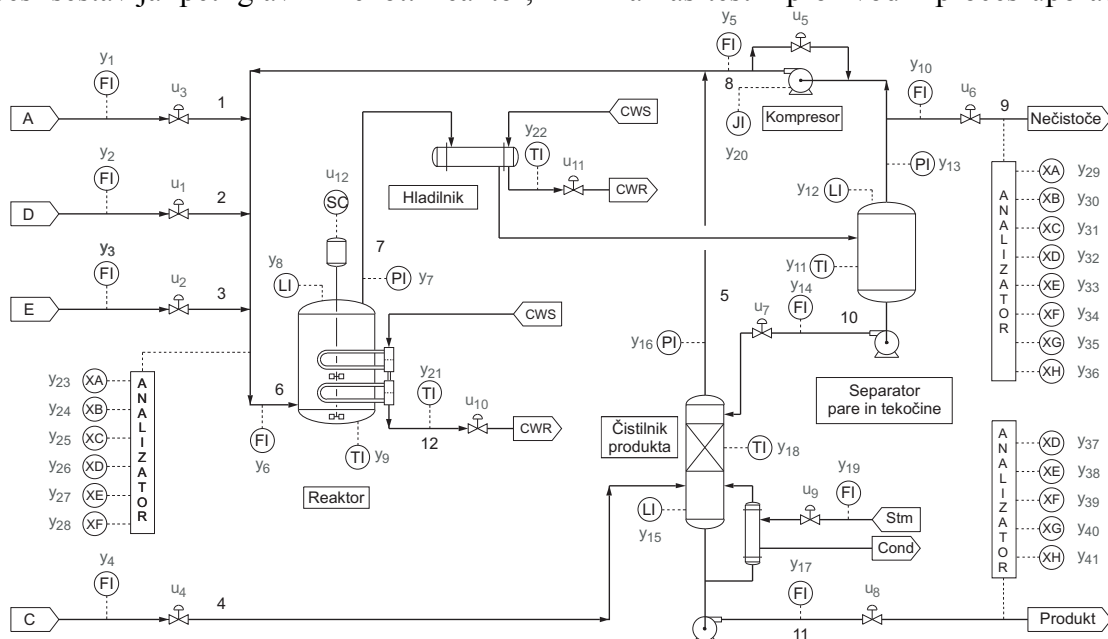 y5
u5
y1
FI
u3
A
1
8
FI
JI
y20
Kompresor
y10
FI
u6
9
Nečistoče
CWS
y22
TI
u11
CWR
Hladilnik
PI
y13
y12
LI
y2
FI
u1
D
2
u12
SC
7
y3
FI
u2
E
3
y8
LI
PI
y7
y11
TI
5
u7
y14
FI
10
CWS
y16
PI
ANALIZATOR
XA
y29
XB
y30
XC
y31
XD
y32
XE
y33
XF
y34
XG
y35
XH
y36
Separator
pare in tekočine
y23
XA
y24
XB
y25
XC
y26
XD
y27
XE
y28
XF
ANALIZATOR
6
FI
y6
y21
TI
u10
12
CWR
TI
y9
Reaktor
Čistilnik
produkta
TI
y18
LI
y15
u9
y19
FI
Stm
Cond
ANALIZATOR
XD
y37
XE
y38
XF
y39
XG
y40
XH
y41
y4
FI
u4
C
4
y17
FI
u8
11
Produkt